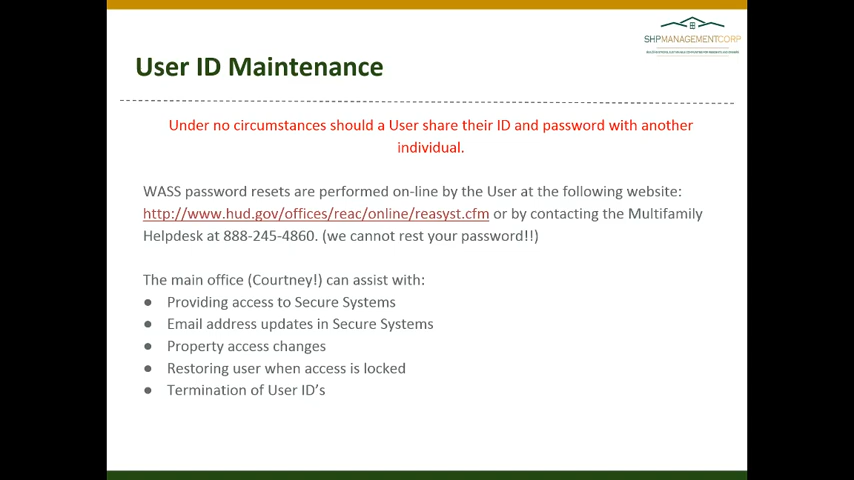 SHPMANAGEMENTCORP
User ID Maintenance
Under no circumstances should a User share their ID and password with another
individual.
WASS password resets are performed on-line by the User at the following website:
http://www.hud.gov/offices/reac/online/reasyst.cfm or by contacting the Multifamily
Helpdesk at 888-245-4860. (we cannot rest your password!!)
The main office (Courtney!) can assist with:
● Providing access to Secure Systems
● Email address updates in Secure Systems
● Property access changes
● Restoring user when access is locked
● Termination of User ID’s